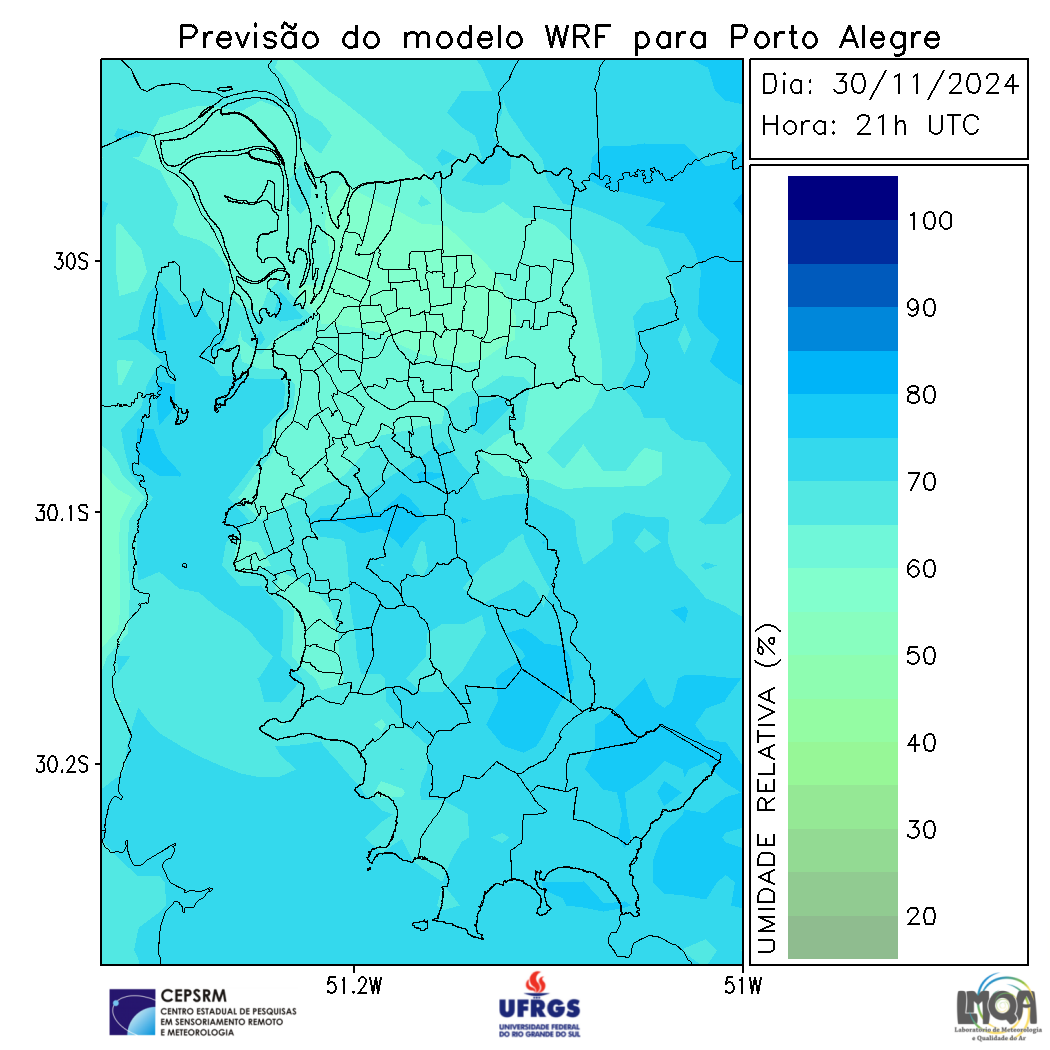 Previsão do modelo WRF para Porto Alegre
Dia: 30/11/2024
Hora: 21h UTC
30S
30.1S
30.2S
51.2W
51W
100
90
80
70
60
50
40
30
20
UMIDADE RELATIVA (%)
CEPSRM
CENTRO ESTADUAL DE PESQUISAS
EM SENSORIAMENTO REMOTO
E METEOROLOGIA
UFRGS
UNIVERSIDADE FEDERAL
DO RIO GRANDE DO SUL
LMQA
Laboratório de Meteorologia
e Qualidade do Ar